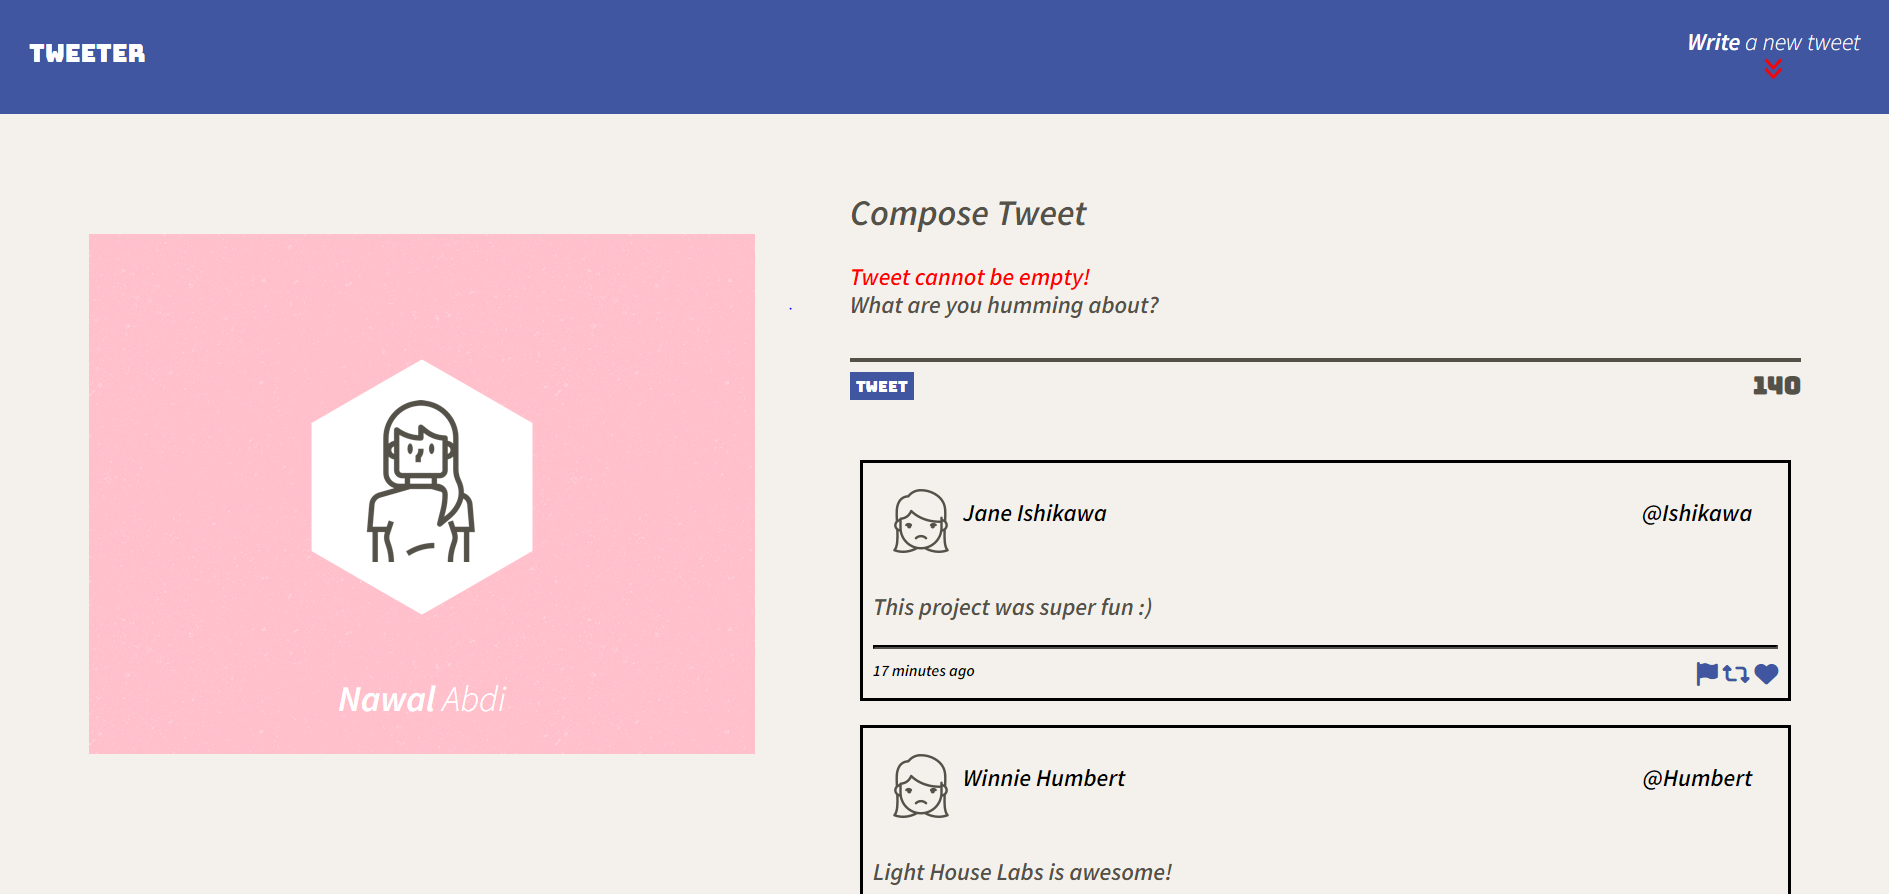 TWEETER
Write a new tweet
Compose Tweet
Tweet cannot be empty!
What are you humming about?
TWEET
140
Nawal Abdi
Jane Ishikawa
@Ishikawa
This project was super fun :)
17 minutes ago
Winnie Humbert
@Humbert
Light House Labs is awesome!